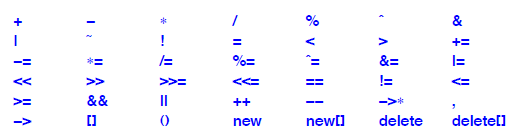 + - * / % ^ &
| ~ ! = < > +=
-= *= /= %= ^= &= |=
<< >> >>= <<= == != <=
>= && || ++ -- ->* ,
-> [] () new new[] delete delete[]